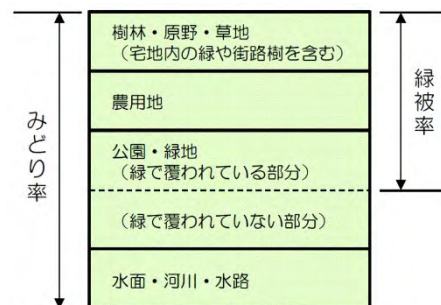 みどり率
樹林・原野・草地
（宅地内の緑や街路樹を含む）
農用地
公園・緑地
（緑で覆われている部分）
（緑で覆われていない部分）
水面・河川・水路
緑被率